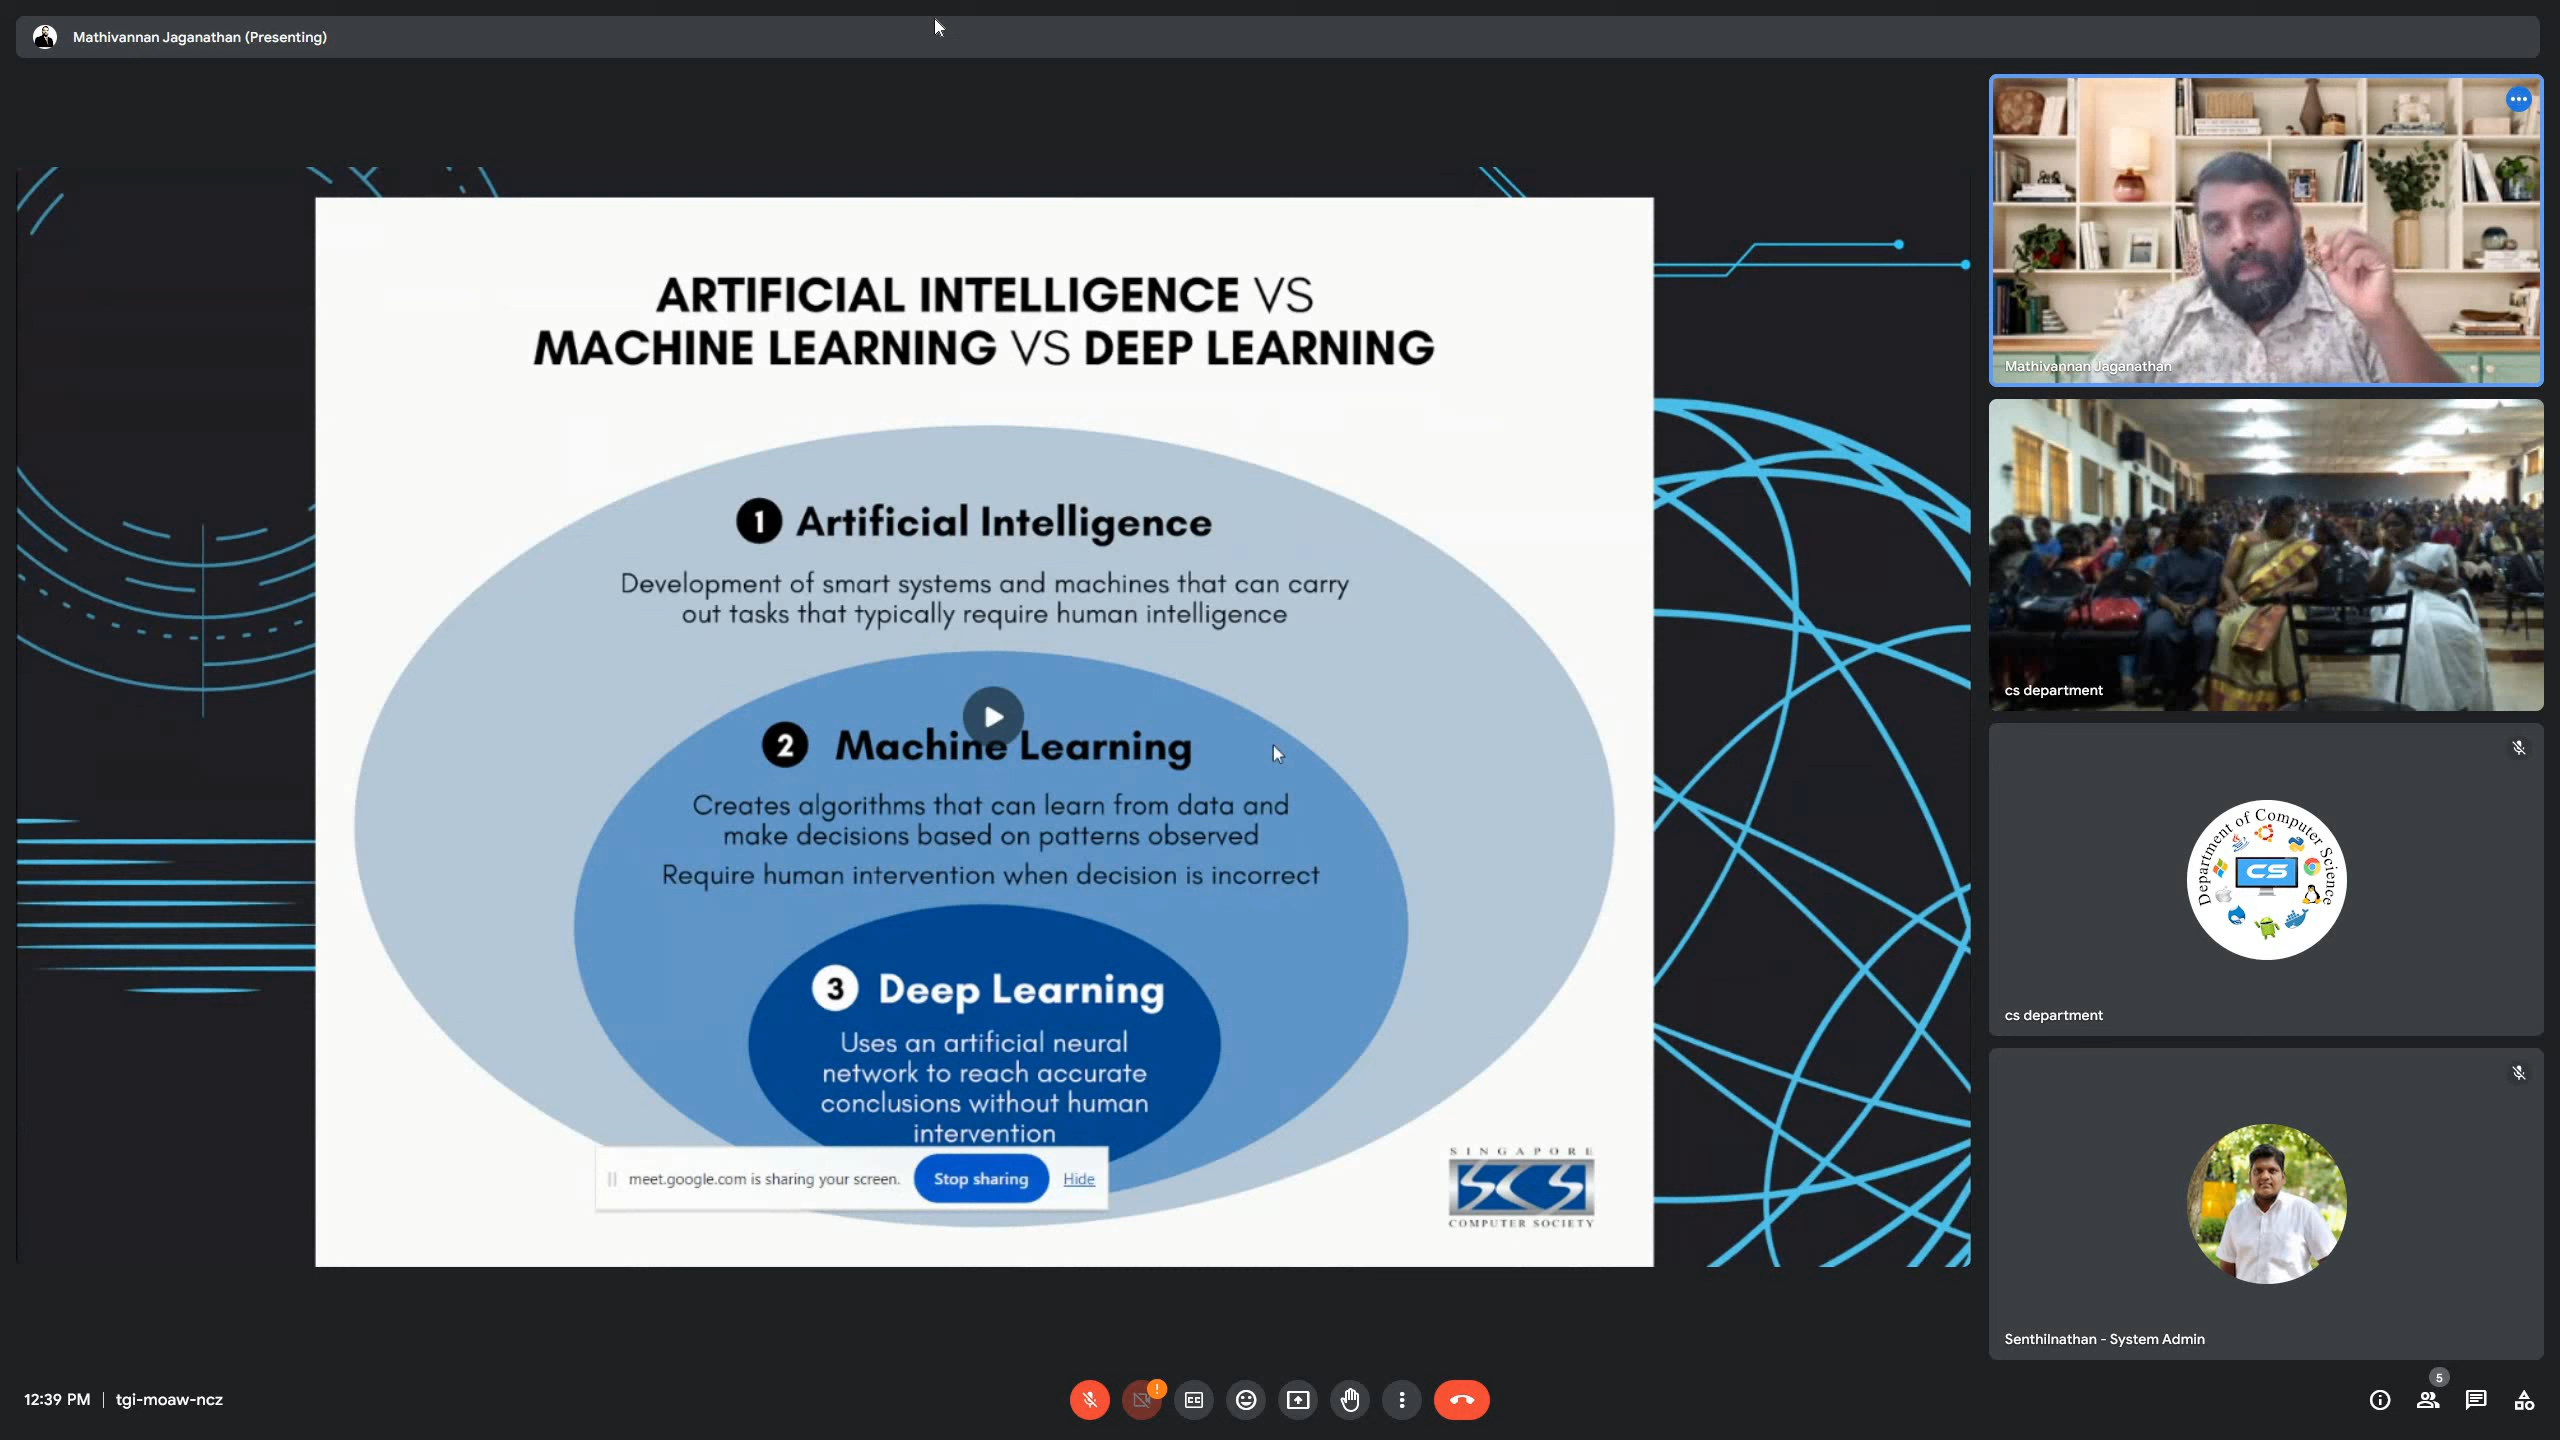 Mathivannan Jaganathan (Presenting)
ARTIFICIAL INTELLIGENCE VS
MACHINE LEARNING VS DEEP LEARNING
1 Artificial Intelligence
Development of smart systems and machines that can carry
out tasks that typically require human intelligence
2 Machine Learning
Creates algorithms that can learn from data and
make decisions based on patterns observed
Require human intervention when decision is incorrect
3 Deep Learning
Uses an artificial neural
network to reach accurate
conclusions without human
intervention
meet.google.com is sharing your screen. Stop sharing Hide
SINGAPORE
SCS
COMPUTER SOCIETY
Mathivannan Jaganathan
cs department
Department of Computer Science
CS
cs department
Senthilnathan - System Admin
12:39 PM | tgi-moaw-ncz
!
5